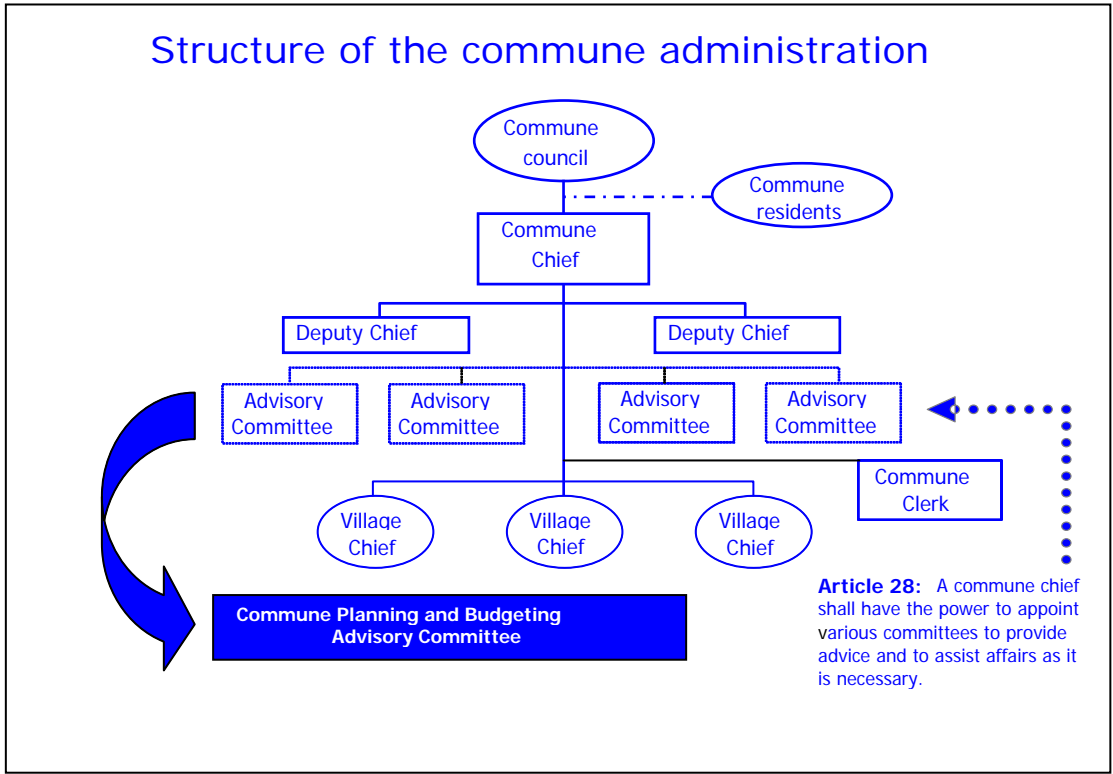 Structure of the commune administration
Commune
council
Commune
residents
Commune
Chief
Deputy Chief
Deputy Chief
Advisory
Committee
Advisory
Committee
Advisory
Committee
Advisory
Committee
Commune
Clerk
Village
Chief
Village
Chief
Village
Chief
Commune Planning and Budgeting
Advisory Committee
Article 28: A commune chief
shall have the power to appoint
various committees to provide
advice and to assist affairs as it
is necessary.